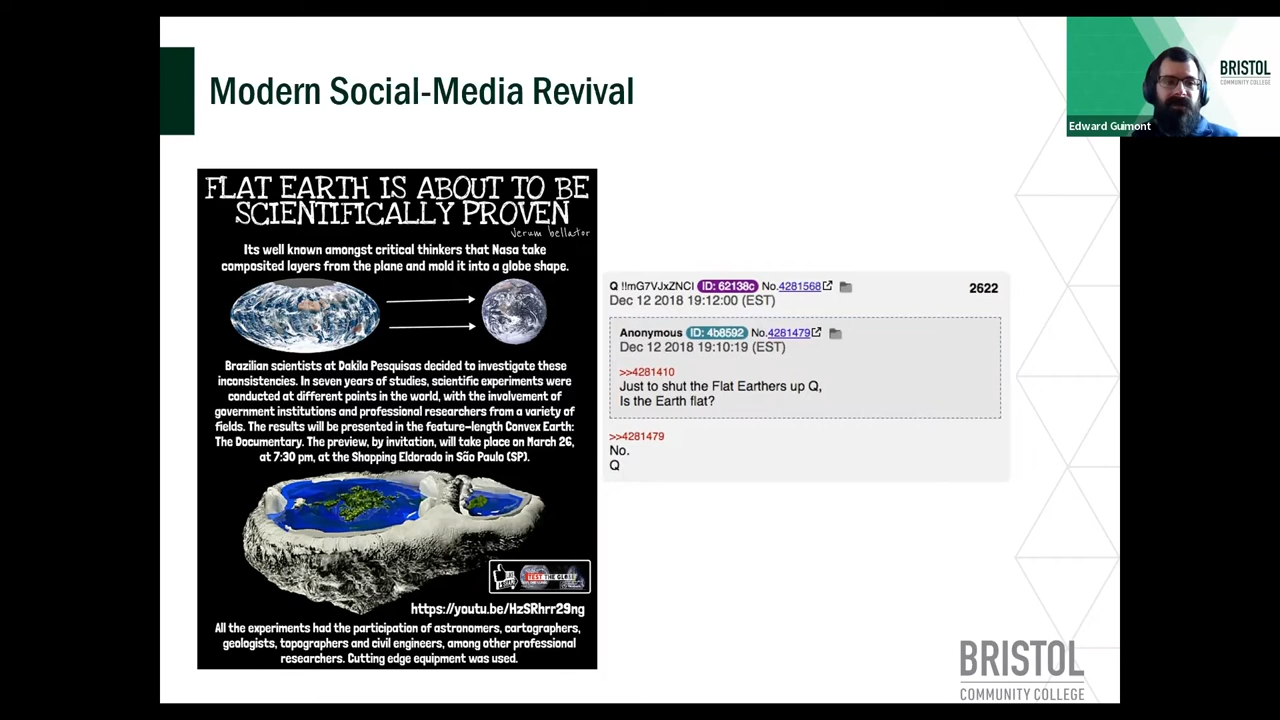 Modern Social-Media Revival
BRISTOL
COMMUNITY COLLEGE
Edward Guimont
FLAT EARTH IS ABOUT TO BE
SCIENTIFICALLY PROVEN
verum bellator
Its well known amongst critical thinkers that Nasa take
composited layers from the plane and mold it into a globe shape.
Brazilian scientists at Dakila Pesquisas decided to investigate these
inconsistencies. In seven years of studies, scientific experiments were
conducted at different points in the world, with the involvement of
government institutions and professional researchers from a variety of
fields. The results will be presented in the feature-length Convex Earth:
The Documentary. The preview, by invitation, will take place on March 26,
at 7:30 pm, at the Shopping Eldorado in São Paulo (SP).
TEST THE GLOBE
https://youtu.be/HzSRhrr29ng
All the experiments had the participation of astronomers, cartographers,
geologists, topographers and civil engineers, among other professional
researchers. Cutting edge equipment was used.
Q !!mG7VJxZNCI ID: 62138c No.4281568 2622
Dec 12 2018 19:12:00 (EST)
Anonymous ID: 4b8592 No.4281479
Dec 12 2018 19:10:19 (EST)
>>4281410
Just to shut the Flat Earthers up Q,
Is the Earth flat?
>>4281479
No.
Q
BRISTOL
COMMUNITY COLLEGE